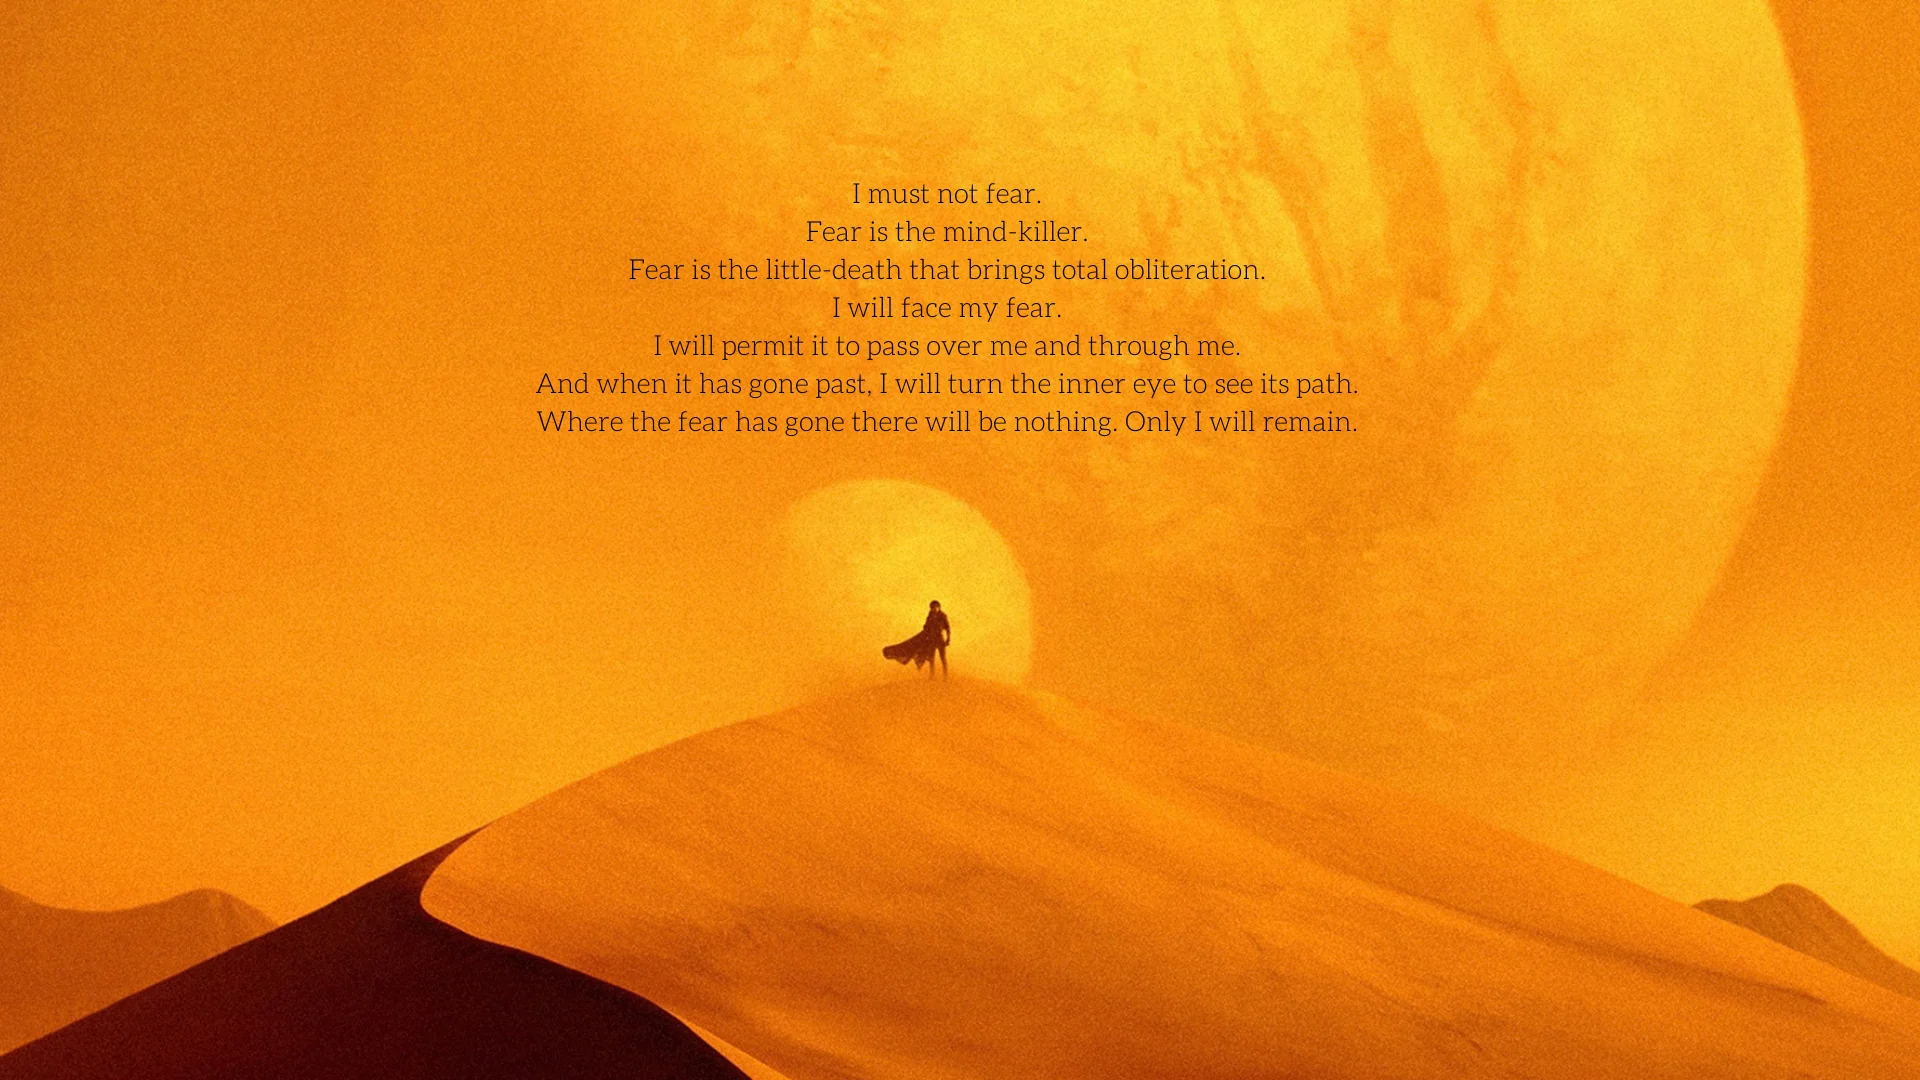 I must not fear.
Fear is the mind-killer.
Fear is the little-death that brings total obliteration.
I will face my fear.
I will permit it to pass over me and through me.
And when it has gone past, I will turn the inner eye to see its path.
Where the fear has gone there will be nothing. Only I will remain.